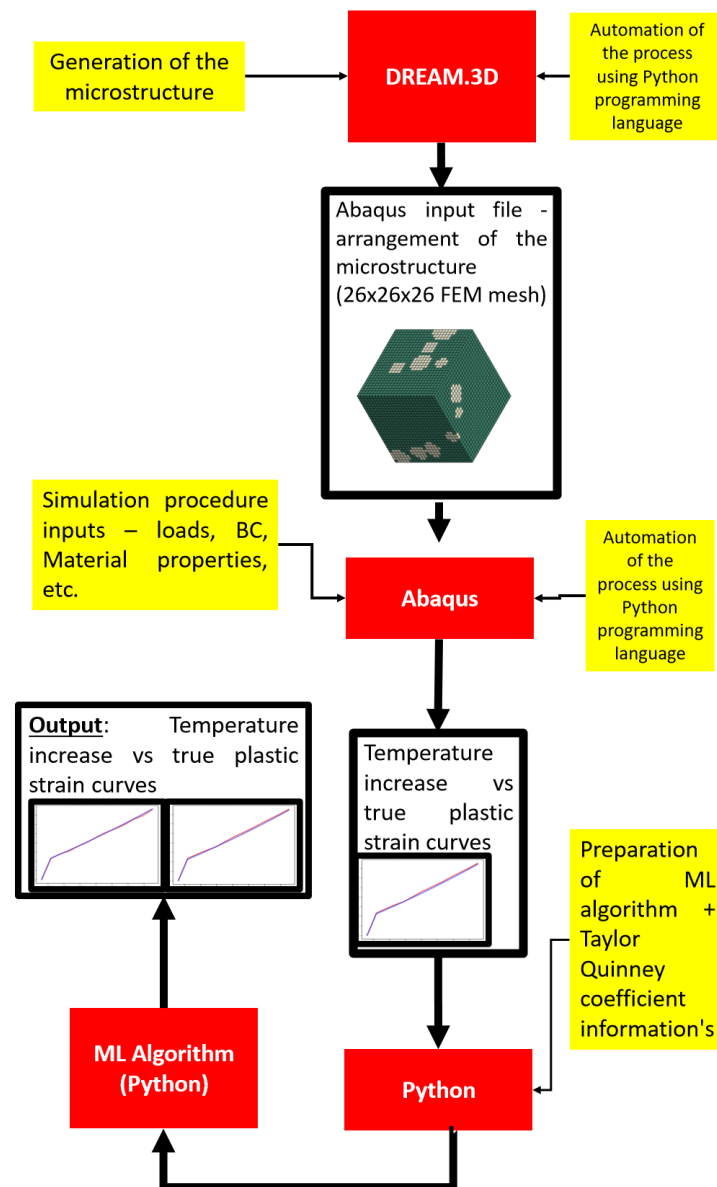 Generation of the
microstructure
DREAM.3D
Automation of
the process
using Python
programming
language
Abaqus input file -
arrangement of the
microstructure
(26x26x26 FEM mesh)
Simulation procedure
inputs – loads, BC,
Material properties,
etc.
Abaqus
Automation
of the
process using
Python
programming
language
Output: Temperature
increase vs true plastic
strain curves
Temperature
increase vs
true plastic
strain curves
Preparation
of ML
algorithm +
Taylor
Quinney
coefficient
information's
ML Algorithm
(Python)
Python